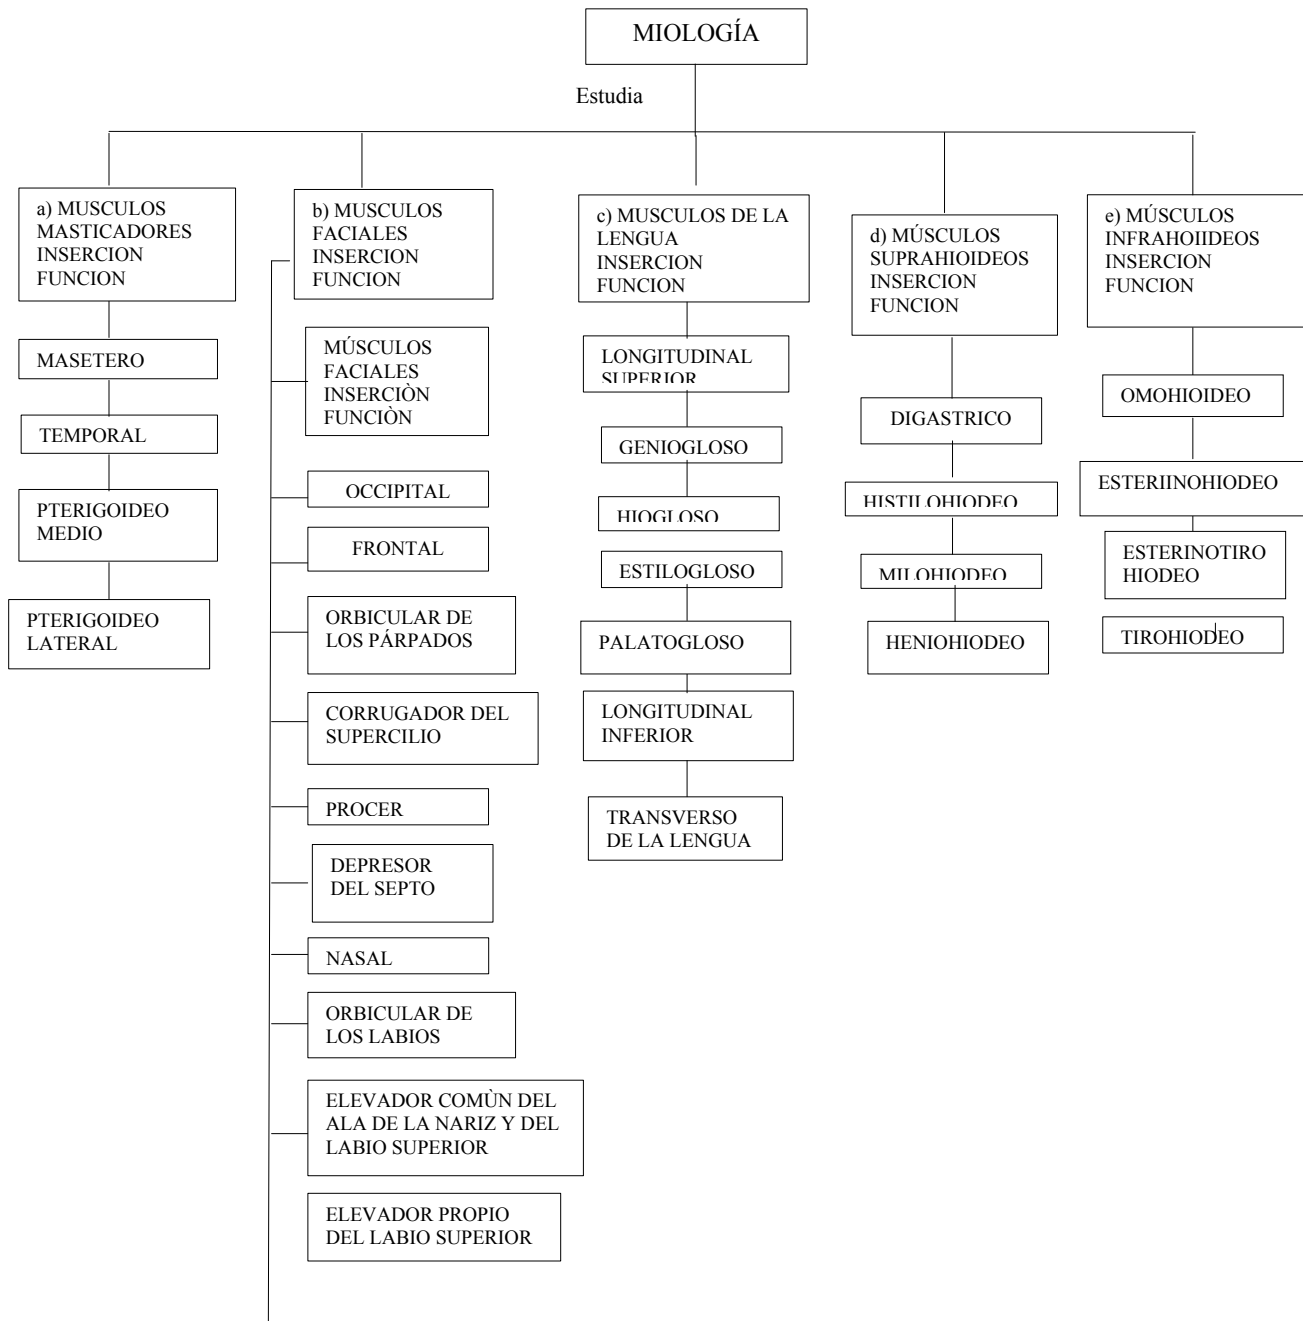 MIOLOGÍA
Estudia
a) MUSCULOS
MASTICADORES
INSERCION
FUNCION
MASETERO
TEMPORAL
PTERIGOIDEO
MEDIO
PTERIGOIDEO
LATERAL
b) MUSCULOS
FACIALES
INSERCION
FUNCION
MÚSCULOS
FACIALES
INSERCIÒN
FUNCIÒN
OCCIPITAL
FRONTAL
ORBICULAR DE
LOS PÁRPADOS
CORRUGADOR DEL
SUPERCILIO
PROCER
DEPRESOR
DEL SEPTO
NASAL
ORBICULAR DE
LOS LABIOS
ELEVADOR COMÙN DEL
ALA DE LA NARIZ Y DEL
LABIO SUPERIOR
ELEVADOR PROPIO
DEL LABIO SUPERIOR
c) MUSCULOS DE LA
LENGUA
INSERCION
FUNCION
LONGITUDINAL
SUPERIOR
GENIOGLOSO
HIOGLOSO
ESTILOGLOSO
PALATOGLOSO
LONGITUDINAL
INFERIOR
TRANSVERSO
DE LA LENGUA
d) MÚSCULOS
SUPRAHIOIDEOS
INSERCION
FUNCION
DIGASTRICO
HISTILOHIODEO
MILOHIODEO
HENIOHIODEO
e) MÚSCULOS
INFRAHOIIDEOS
INSERCION
FUNCION
OMOHIOIDEO
ESTERIINOHIODEO
ESTERINOTIRO
HIODEO
TIROHIODEO